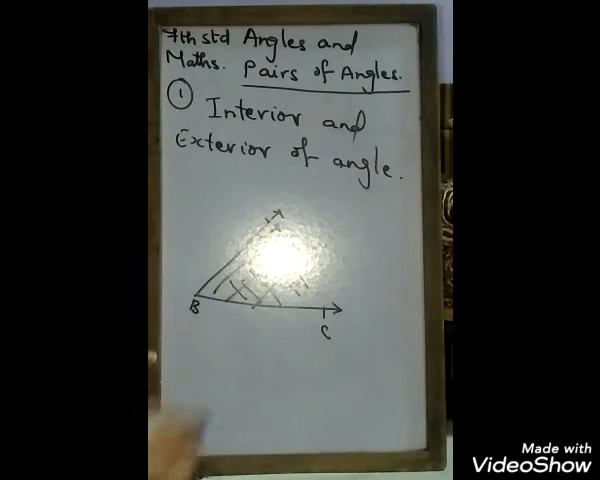 7th std Angles and
Maths. Pairs of Angles.
1 Interior and
Exterior of angle.
B
C
Made with
VideoShow